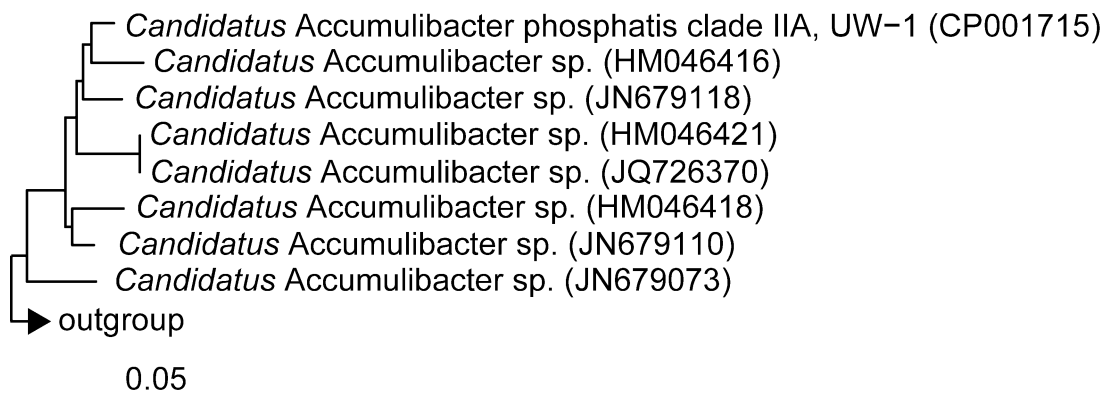 Candidatus Accumulibacter phosphatis clade IIA, UW−1 (CP001715)
Candidatus Accumulibacter sp. (HM046416)
Candidatus Accumulibacter sp. (JN679118)
Candidatus Accumulibacter sp. (HM046421)
Candidatus Accumulibacter sp. (JQ726370)
Candidatus Accumulibacter sp. (HM046418)
Candidatus Accumulibacter sp. (JN679110)
Candidatus Accumulibacter sp. (JN679073)
outgroup
0.05